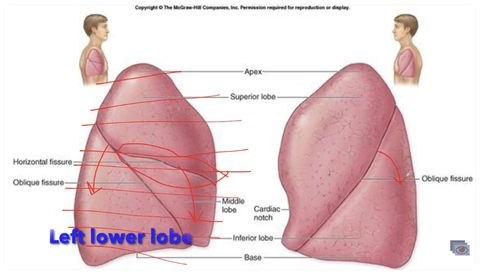 Copyright © The McGraw-Hill Companies, Inc. Permission required for reproduction or display.
Apex
Superior lobe
Horizontal fissure
Oblique fissure
Middle
lobe
Cardiac
notch
Oblique fissure
Inferior lobe
Base
Left lower lobe